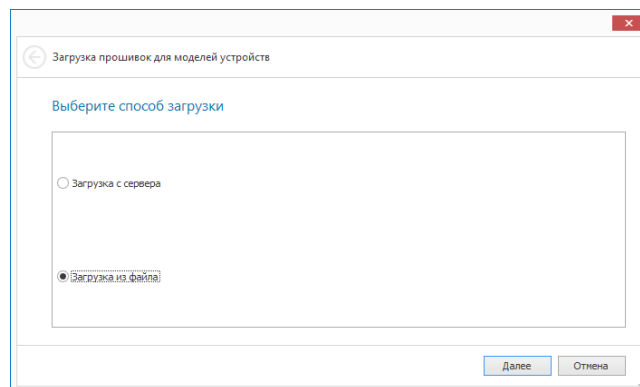 Загрузка прошивок для моделей устройств
Выберите способ загрузки
Загрузка с сервера
Загрузка из файла
Далее
Отмена